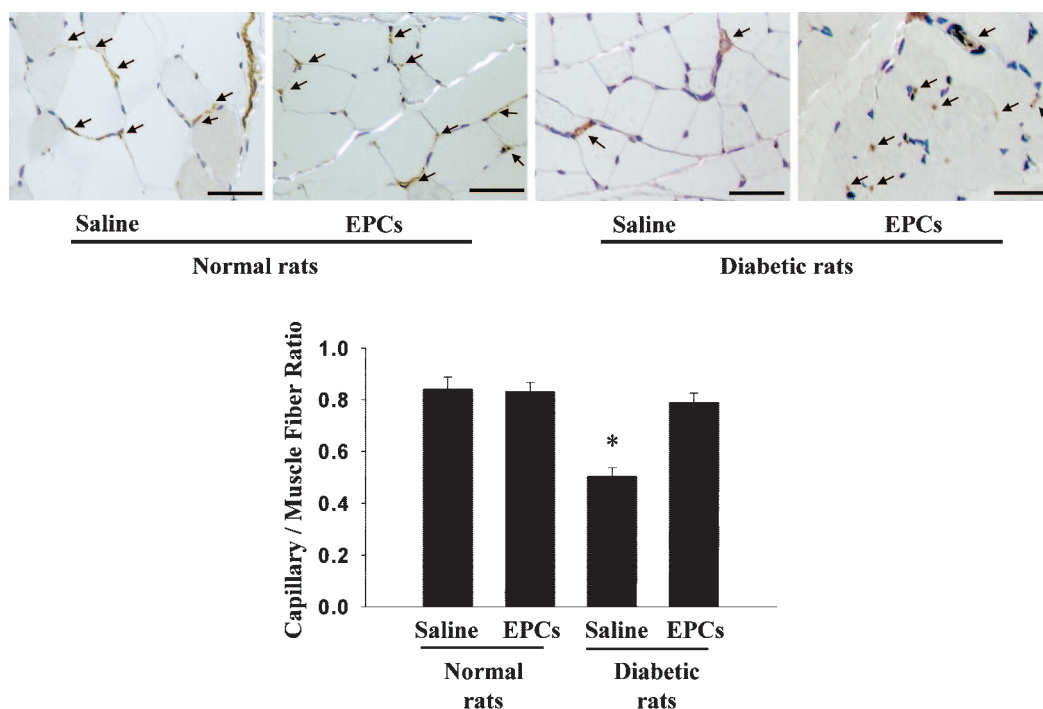 Saline EPCs Saline EPCs
Normal rats Diabetic rats
Capillary / Muscle Fiber Ratio
1.0
0.8
0.6
0.4
0.2
0.0
*
Saline EPCs Saline EPCs
Normal Diabetic
rats rats